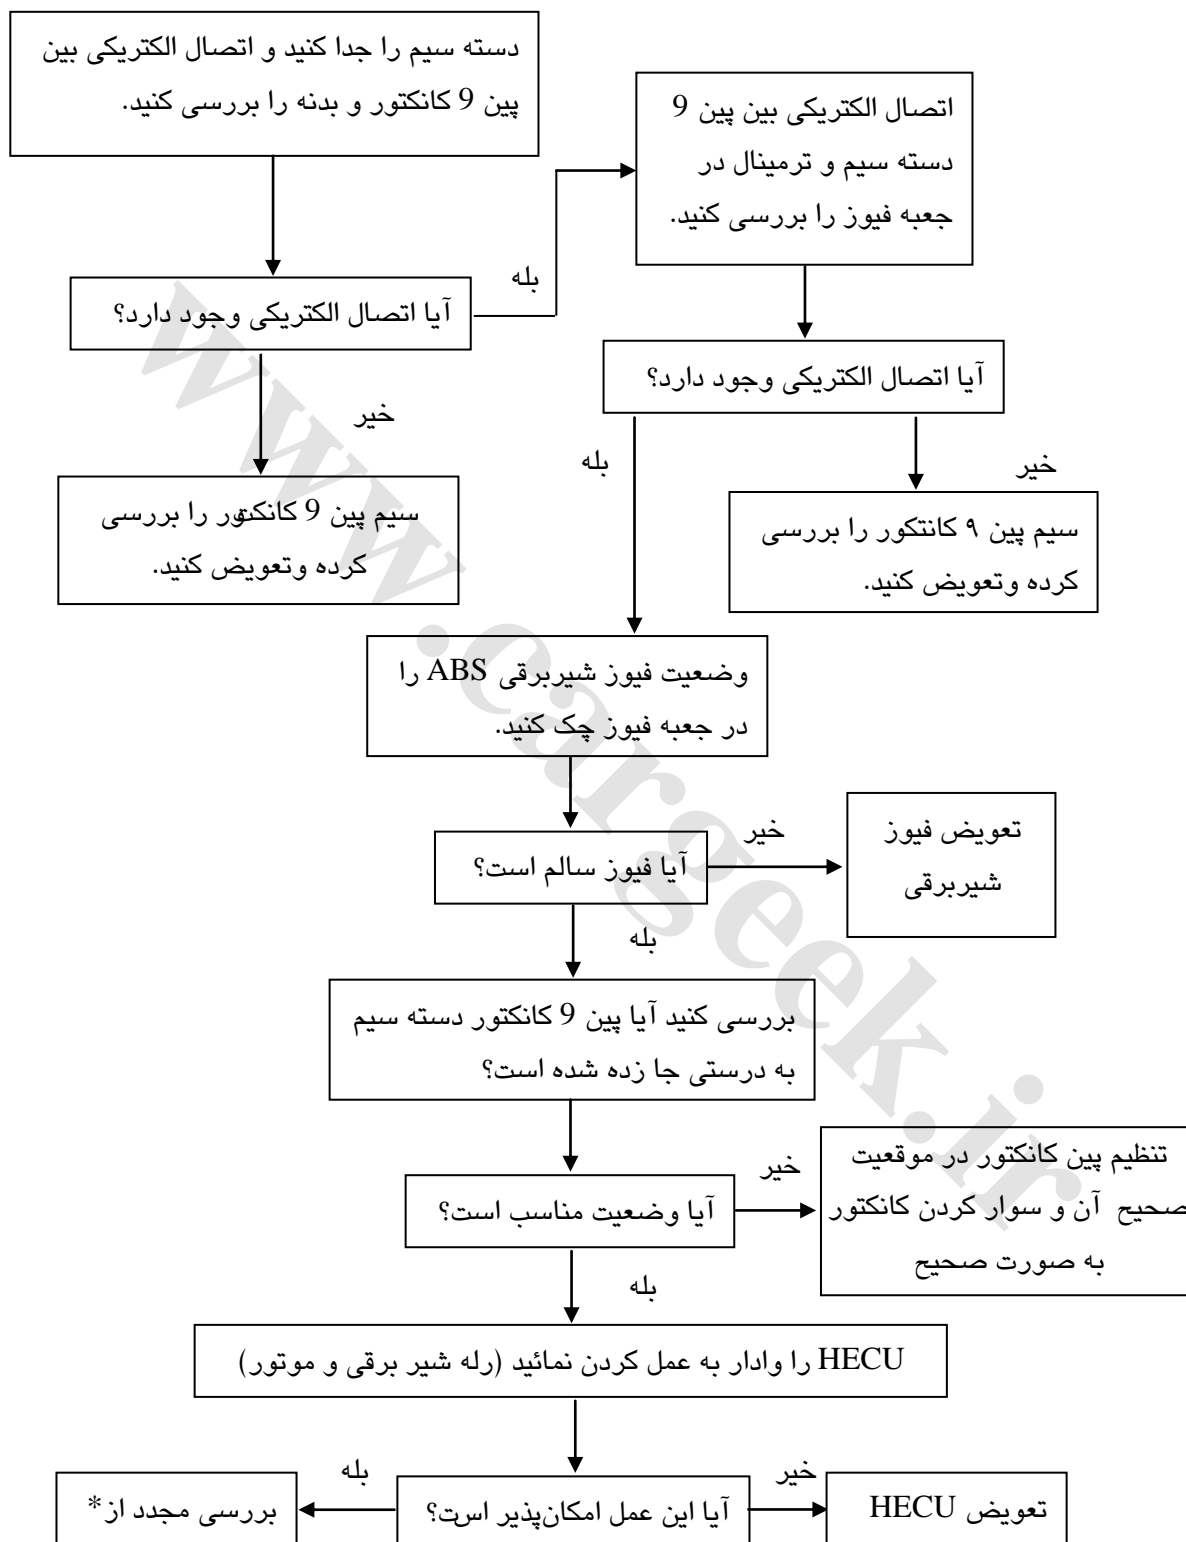 دسته سیم را جدا کنید و اتصال الکتریکی بین
پین 9 کانکتور و بدنه را بررسی کنید.
اتصال الکتریکی بین پین 9
دسته سیم و ترمینال در
جعبه فیوز را بررسی کنید.
بله
آیا اتصال الکتریکی وجود دارد؟
آیا اتصال الکتریکی وجود دارد؟
خیر
بله
خیر
سیم پین 9 کانکتور را بررسی
کرده وتعویض کنید.
سیم پین ۹ کانتکور را بررسی
کرده وتعویض کنید.
وضعیت فیوز شیربرقی ABS را
در جعبه فیوز چک کنید.
آیا فیوز سالم است؟
خیر
تعویض فیوز
شیربرقی
بله
بررسی کنید آیا پین 9 کانکتور دسته سیم
به درستی جا زده شده است؟
آیا وضعیت مناسب است؟
خیر
تنظیم پین کانکتور در موقعیت
صحیح آن و سوار کردن کانکتور
به صورت صحیح
بله
HECU را وادار به عمل کردن نمائید (رله شیر برقی و موتور)
آیا این عمل امکان‌پذیر است؟
خیر
تعویض HECU
بله
بررسی مجدد از*
www.cargeek.ir